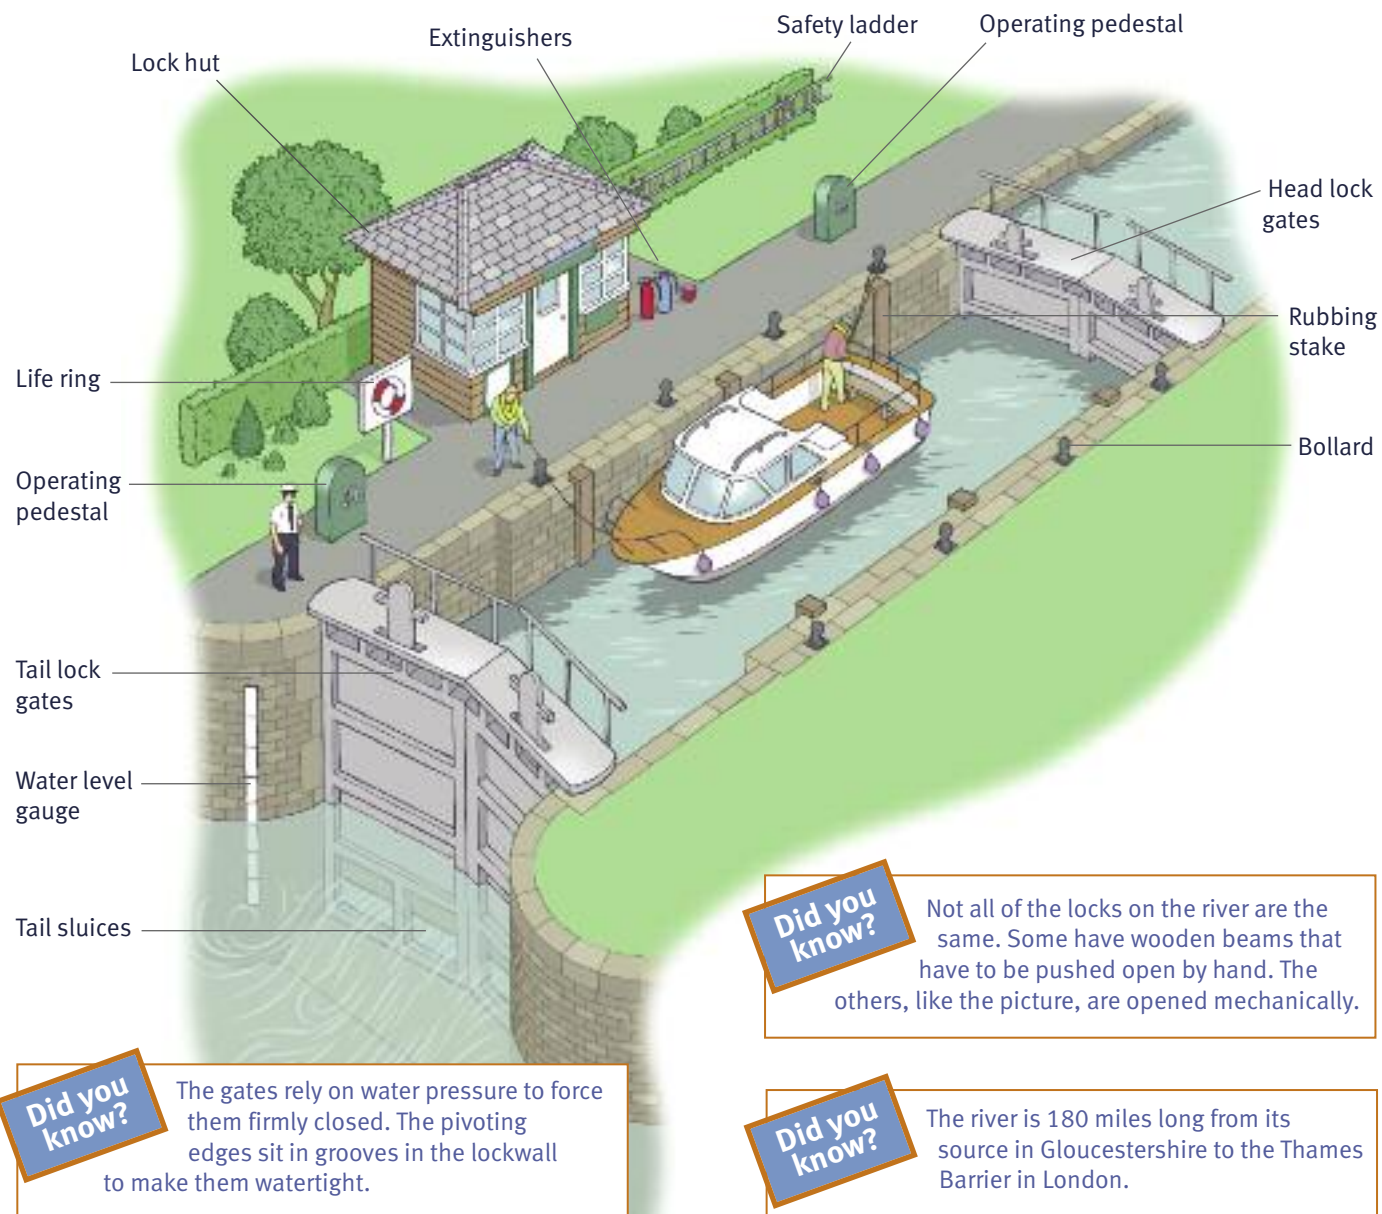 Safety ladder
Operating pedestal
Extinguishers
Lock hut
Head lock
gates
Rubbing
stake
Life ring
Bollard
Operating
pedestal
Tail lock
gates
Water level
gauge
Tail sluices
Did you
know?
Not all of the locks on the river are the
same. Some have wooden beams that
have to be pushed open by hand. The
others, like the picture, are opened mechanically.
Did you
know?
The gates rely on water pressure to force
them firmly closed. The pivoting
edges sit in grooves in the lockwall
to make them watertight.
Did you
know?
The river is 180 miles long from its
source in Gloucestershire to the Thames
Barrier in London.